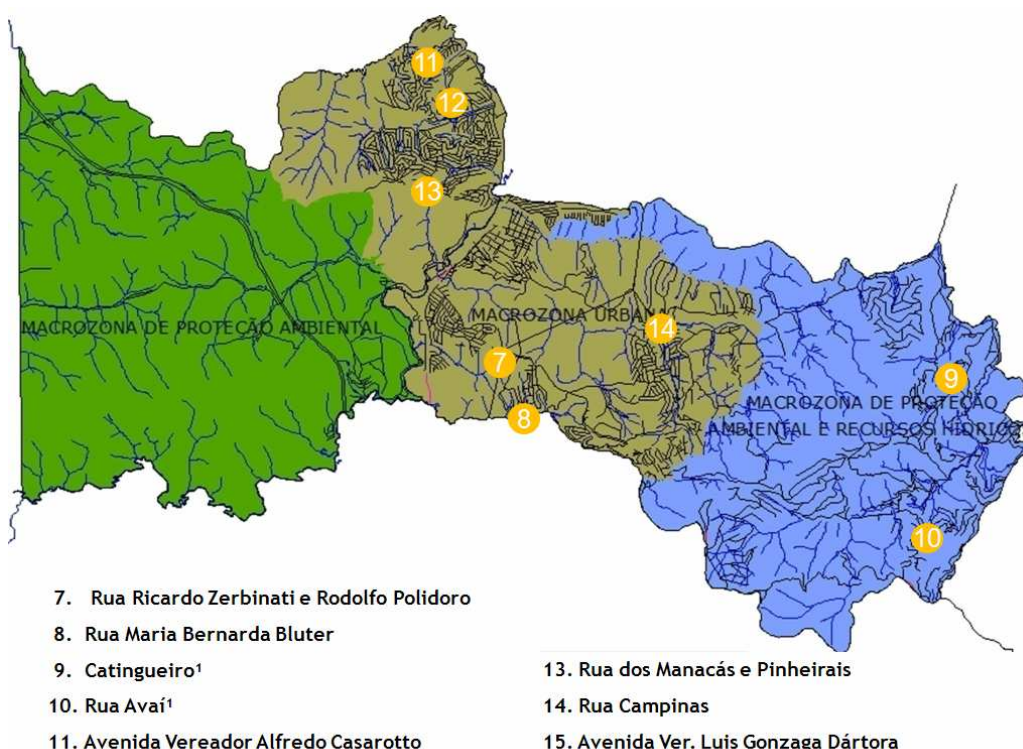 11
12
13
MACROZONA DE PROTEÇÃO AMBIENTAL
MACROZONA URBAN
14
7
9
8
MACROZONA DE PROTEÇÃO
AMBIENTAL E RECURSOS HÍDRICO
10
7. Rua Ricardo Zerbinati e Rodolfo Polidoro
8. Rua Maria Bernarda Bluter
9. Catingueiro¹
10. Rua Avaí¹
11. Avenida Vereador Alfredo Casarotto
13. Rua dos Manacás e Pinheirais
14. Rua Campinas
15. Avenida Ver. Luis Gonzaga Dártora